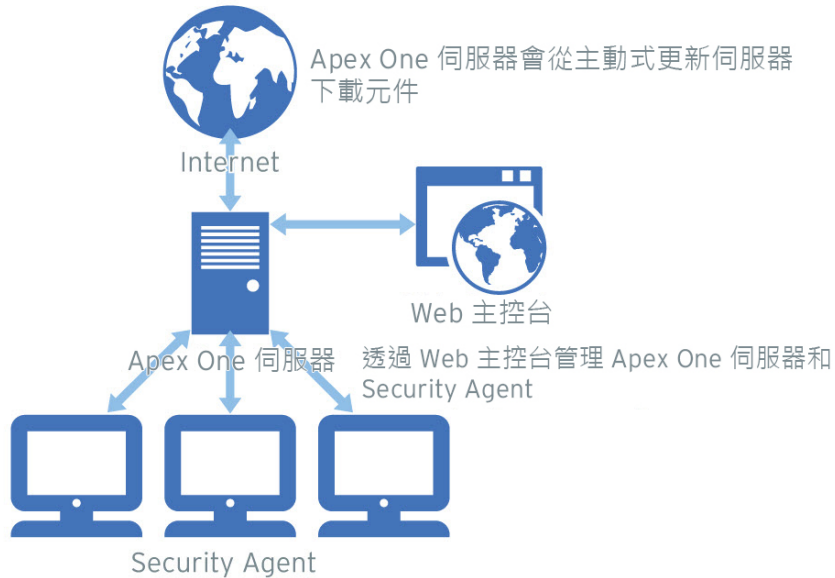 Apex One 伺服器會從主動式更新伺服器
下載元件
Internet
Web 主控台
Apex One 伺服器
透過 Web 主控台管理 Apex One 伺服器和
Security Agent
Security Agent